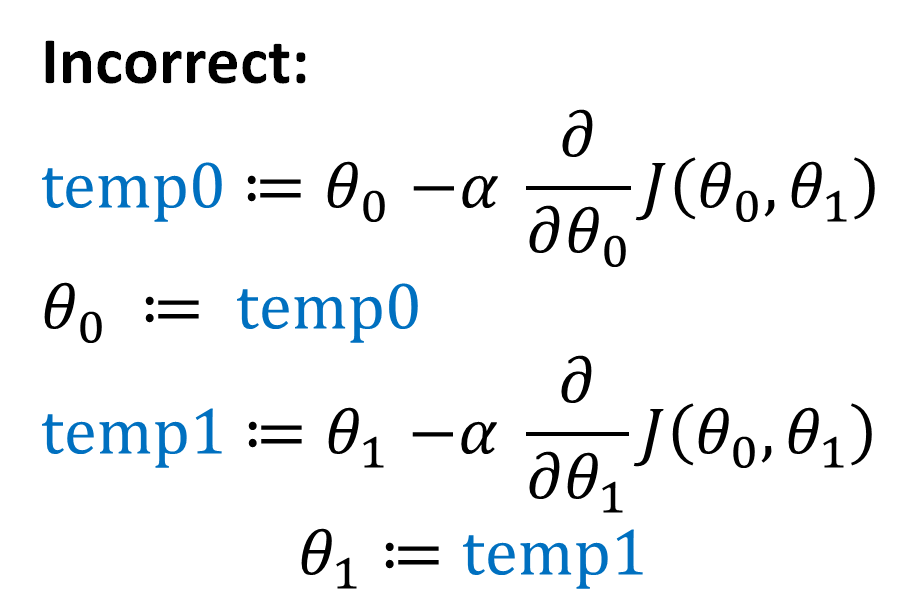 Incorrect:
temp0 ≔ θ₀ −α ∂/∂θ₀ J(θ₀, θ₁)
θ₀ ≔ temp0
temp1 ≔ θ₁ −α ∂/∂θ₁ J(θ₀, θ₁)
θ₁ ≔ temp1